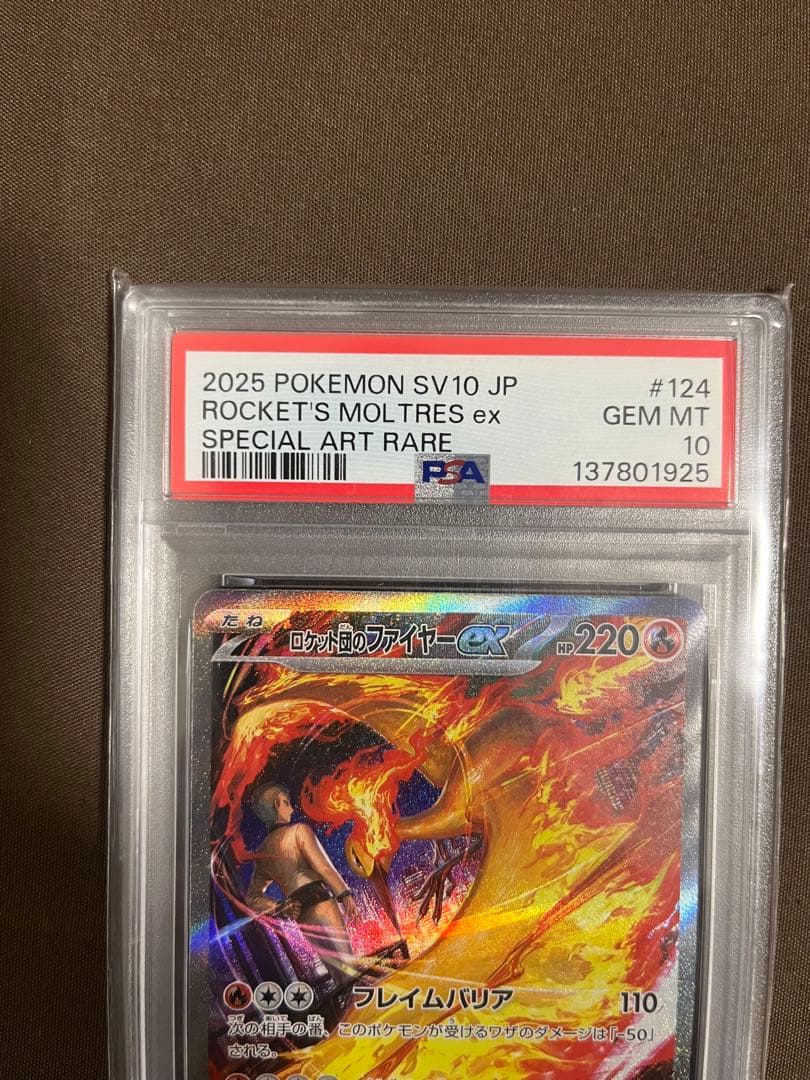 2025 POKEMON SV10 JP #124
ROCKET'S MOLTRES ex GEM MT
SPECIAL ART RARE 10
PSA 137801925
たね ロケット団のファイヤーex HP220
フレイムバリア 110
次の相手の番、このポケモンが受けるワザのダメージは「-50」
される。